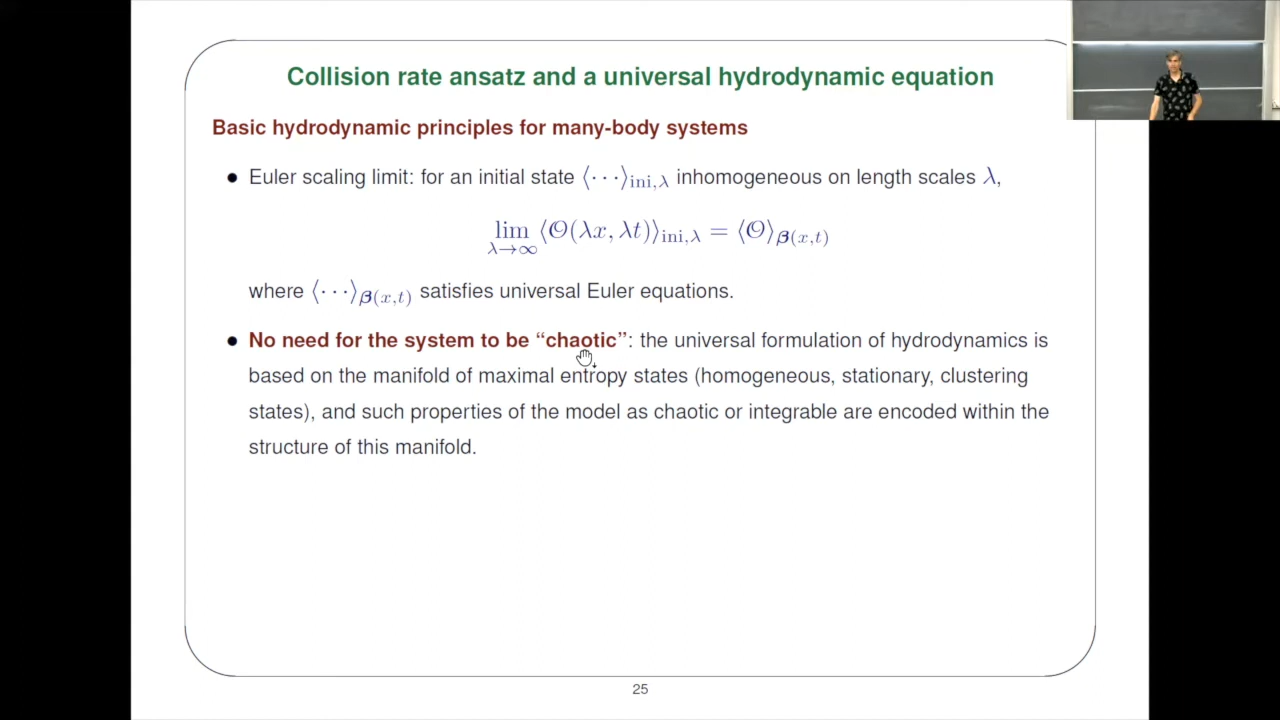 Collision rate ansatz and a universal hydrodynamic equation
Basic hydrodynamic principles for many-body systems
● Euler scaling limit: for an initial state ⟨⋯⟩ini,λ inhomogeneous on length scales λ,
lim λ→∞ ⟨𝒪(λx, λt)⟩ini,λ = ⟨𝒪⟩𝜷(x,t)
where ⟨⋯⟩𝜷(x,t) satisfies universal Euler equations.
● No need for the system to be “chaotic”: the universal formulation of hydrodynamics is
based on the manifold of maximal entropy states (homogeneous, stationary, clustering
states), and such properties of the model as chaotic or integrable are encoded within the
structure of this manifold.
25